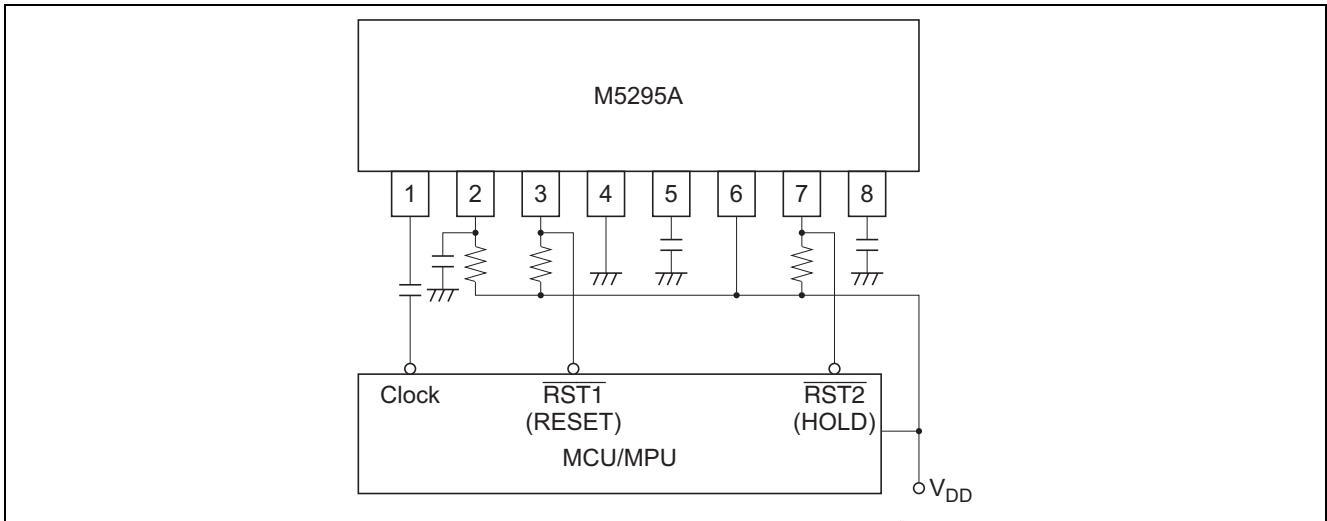 M5295A
1 2 3 4 5 6 7 8
Clock RST1 RST2
(RESET) (HOLD)
MCU/MPU
VDD